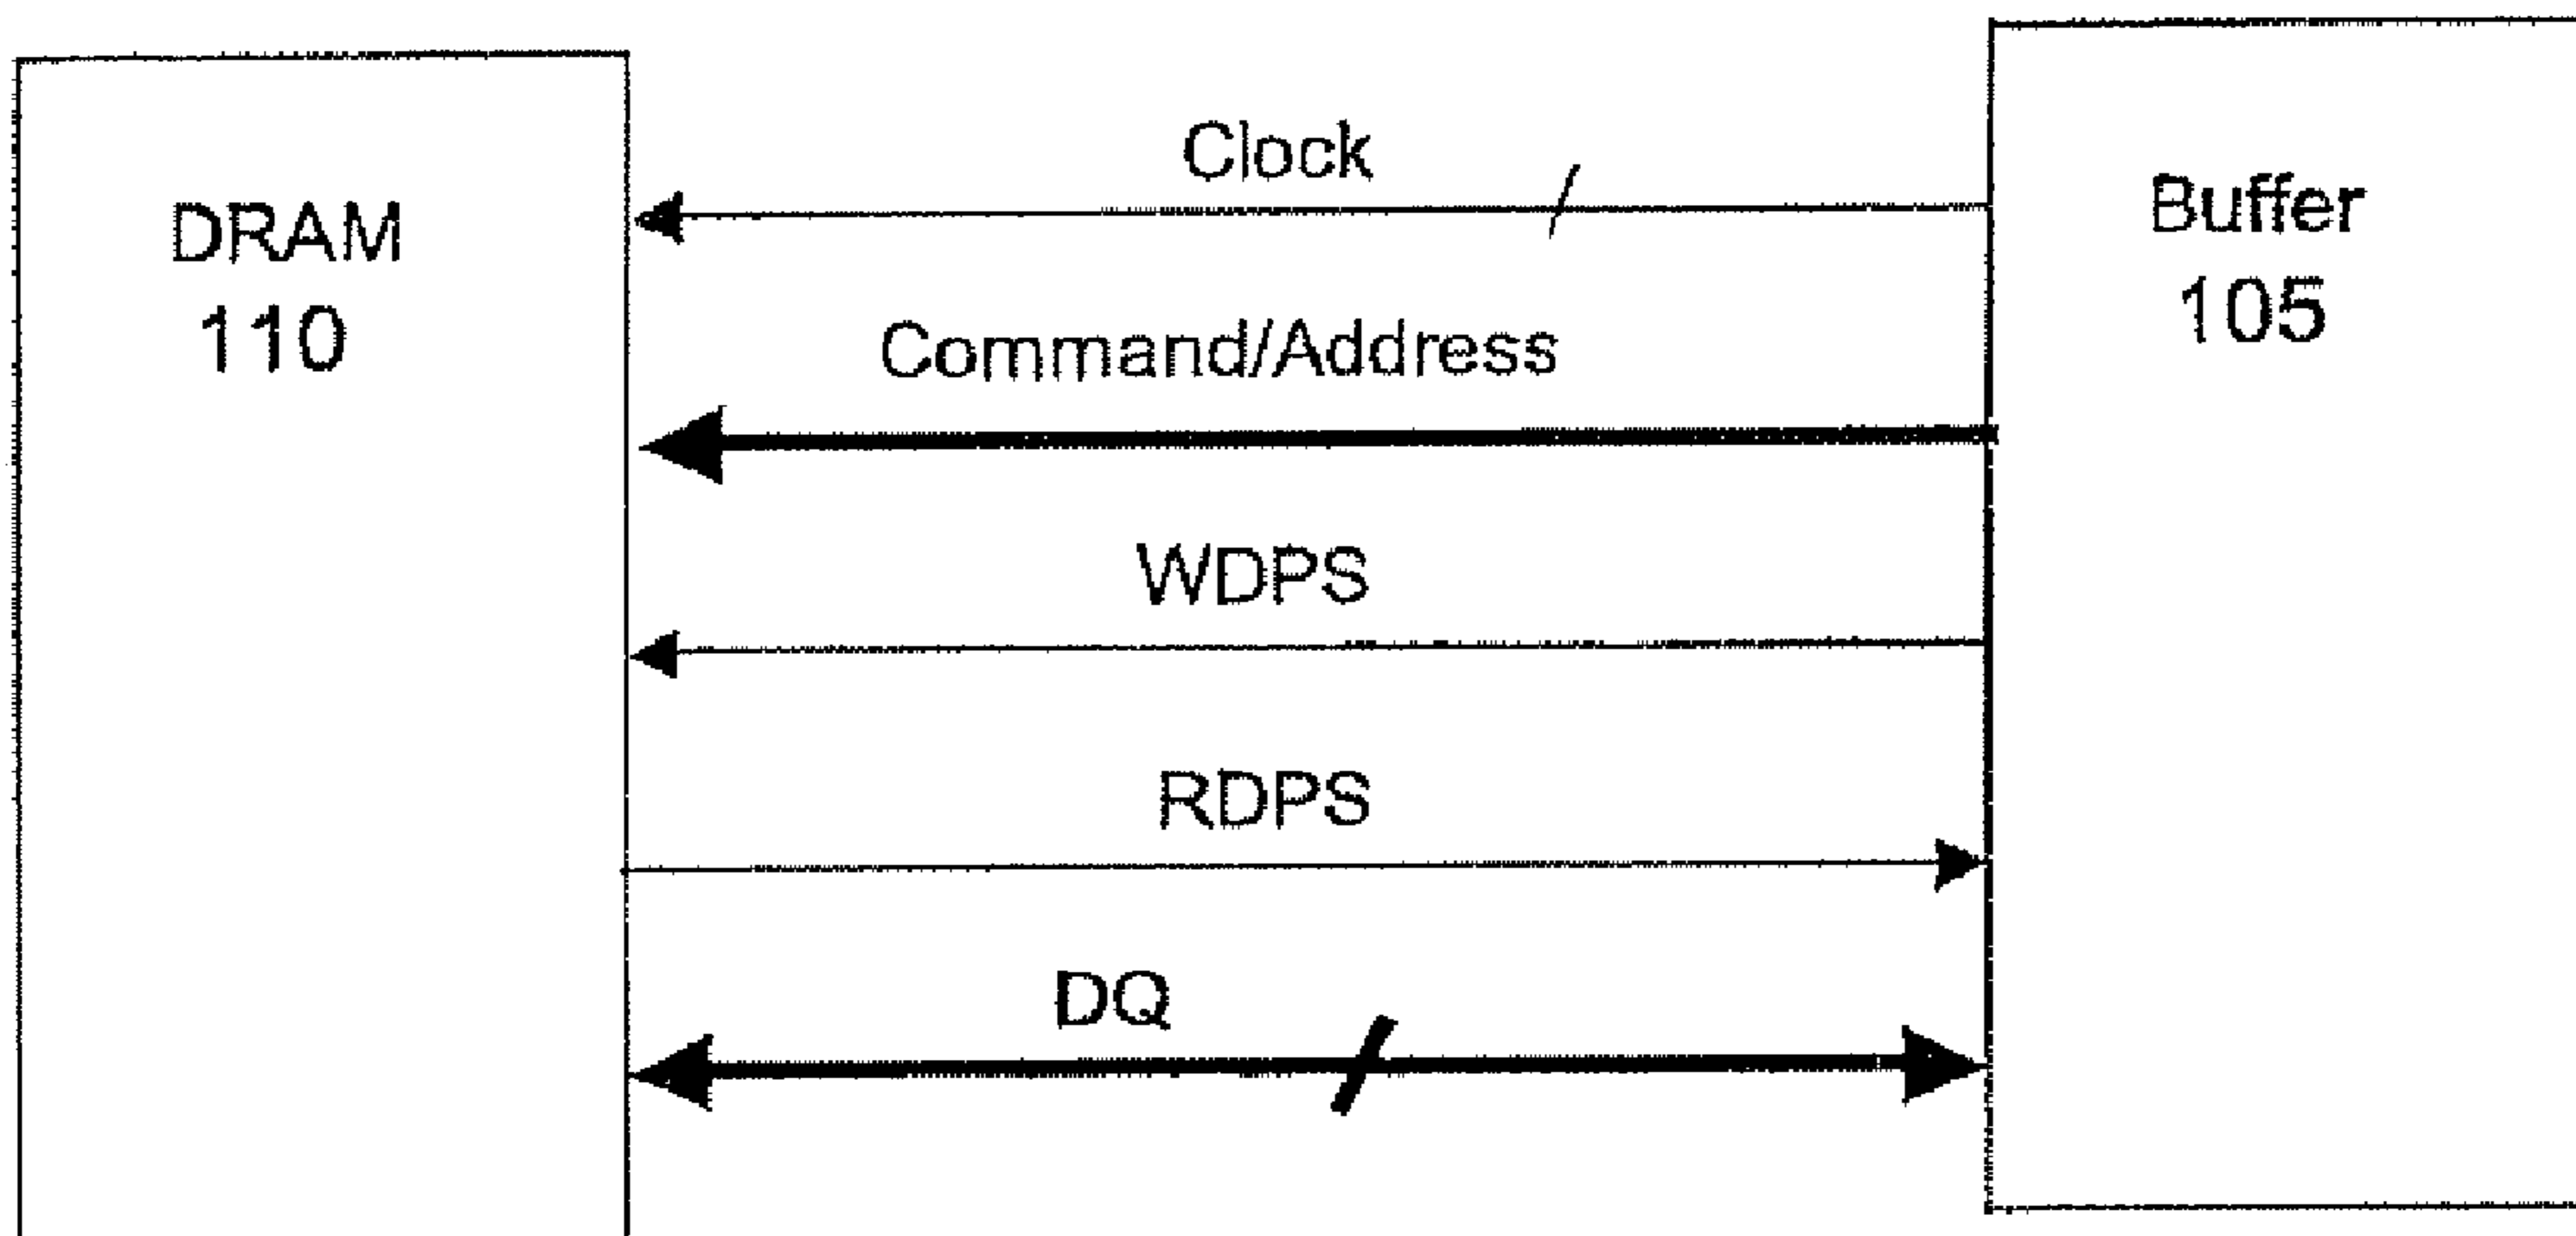 DRAM
110
Clock
Command/Address
WDPS
RDPS
DQ
Buffer
105